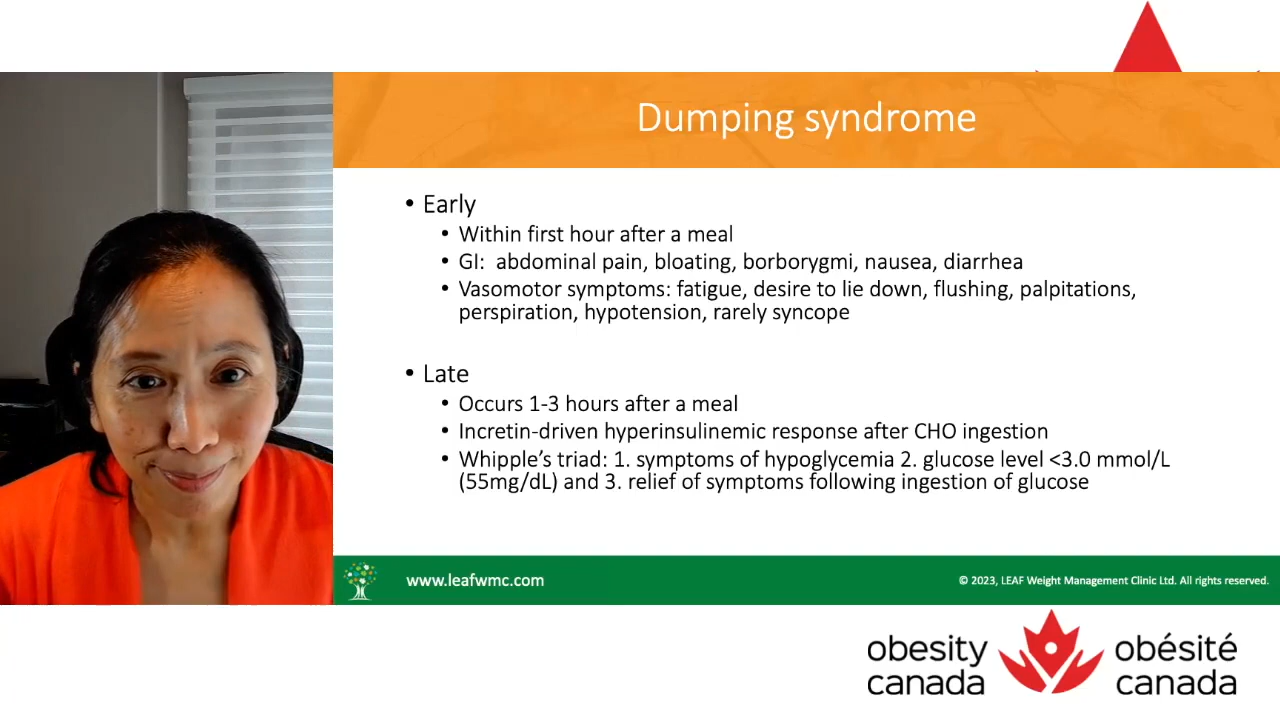 Dumping syndrome
• Early
• Within first hour after a meal
• GI:  abdominal pain, bloating, borborygmi, nausea, diarrhea
• Vasomotor symptoms: fatigue, desire to lie down, flushing, palpitations,
perspiration, hypotension, rarely syncope
• Late
• Occurs 1-3 hours after a meal
• Incretin-driven hyperinsulinemic response after CHO ingestion
• Whipple’s triad: 1. symptoms of hypoglycemia 2. glucose level <3.0 mmol/L
(55mg/dL) and 3. relief of symptoms following ingestion of glucose
www.leafwmc.com
© 2023, LEAF Weight Management Clinic Ltd. All rights reserved.
obesity
canada
obésité
canada